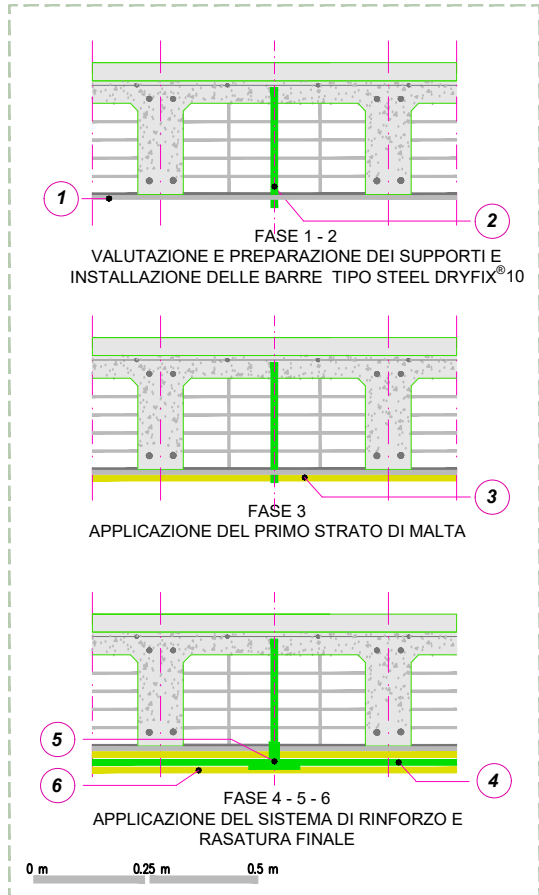 1
2
FASE 1 - 2
VALUTAZIONE E PREPARAZIONE DEI SUPPORTI E
INSTALLAZIONE DELLE BARRE TIPO STEEL DRYFIX®10
3
FASE 3
APPLICAZIONE DEL PRIMO STRATO DI MALTA
5
4
6
FASE 4 - 5 - 6
APPLICAZIONE DEL SISTEMA DI RINFORZO E
RASATURA FINALE
0 m 0.25 m 0.5 m